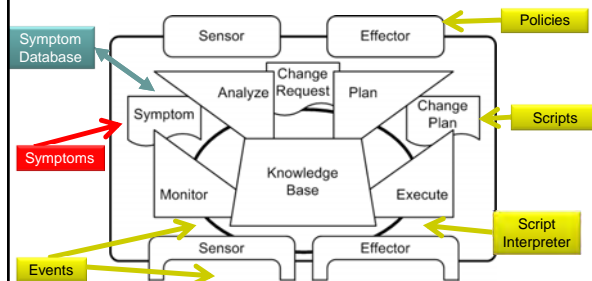 Policies
Sensor
Effector
Symptom
Database
Change
Request
Analyze
Plan
Symptom
Change
Plan
Scripts
Symptoms
Knowledge
Base
Monitor
Execute
Script
Interpreter
Sensor
Effector
Events